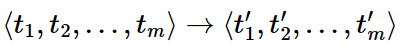 ⟨t₁, t₂, …, tₘ⟩ → ⟨t′₁, t′₂, …, t′ₘ⟩